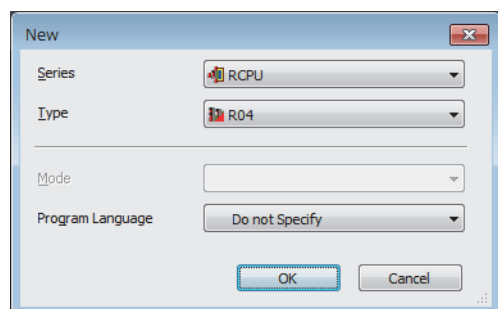 New
Series
RCPU
Type
R04
Mode
Program Language
Do not Specify
OK
Cancel